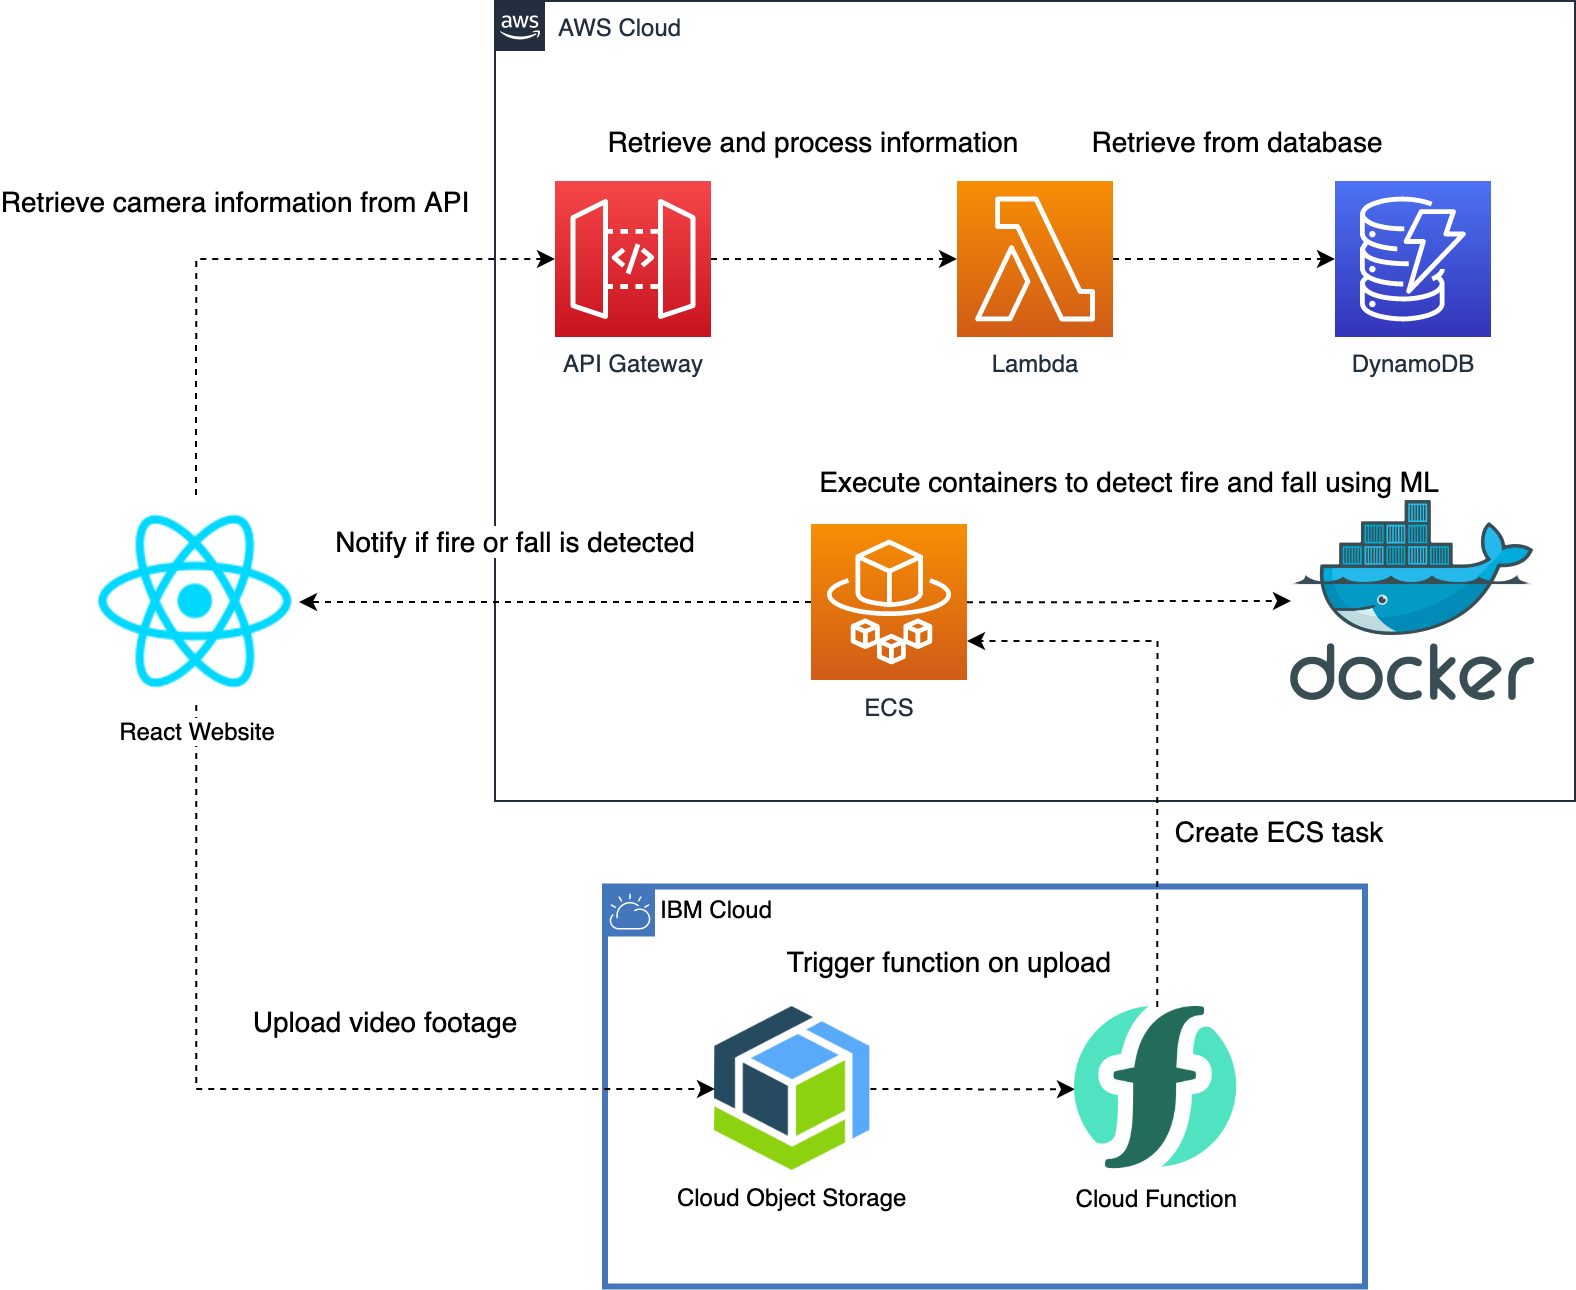 aws
AWS Cloud
Retrieve and process information
Retrieve from database
Retrieve camera information from API
</>
API Gateway
Lambda
DynamoDB
Execute containers to detect fire and fall using ML
Notify if fire or fall is detected
docker
ECS
React Website
Create ECS task
IBM Cloud
Trigger function on upload
Upload video footage
f
Cloud Object Storage
Cloud Function